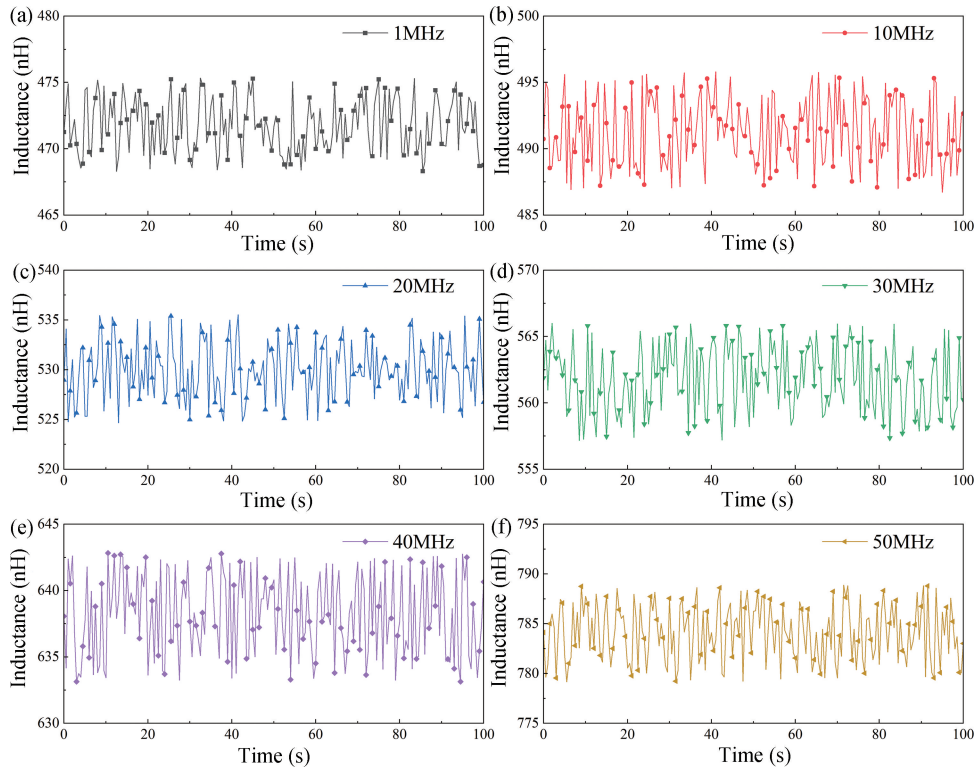 (a)
480
475
470
465
Inductance (nH)
1MHz
0 20 40 60 80 100
Time (s)
(b)
500
495
490
485
Inductance (nH)
10MHz
0 20 40 60 80 100
Time (s)
(c)
540
535
530
525
520
Inductance (nH)
20MHz
0 20 40 60 80 100
Time (s)
(d)
570
565
560
555
Inductance (nH)
30MHz
0 20 40 60 80 100
Time (s)
(e)
645
640
635
630
Inductance (nH)
40MHz
0 20 40 60 80 100
Time (s)
(f)
795
790
785
780
775
Inductance (nH)
50MHz
0 20 40 60 80 100
Time (s)